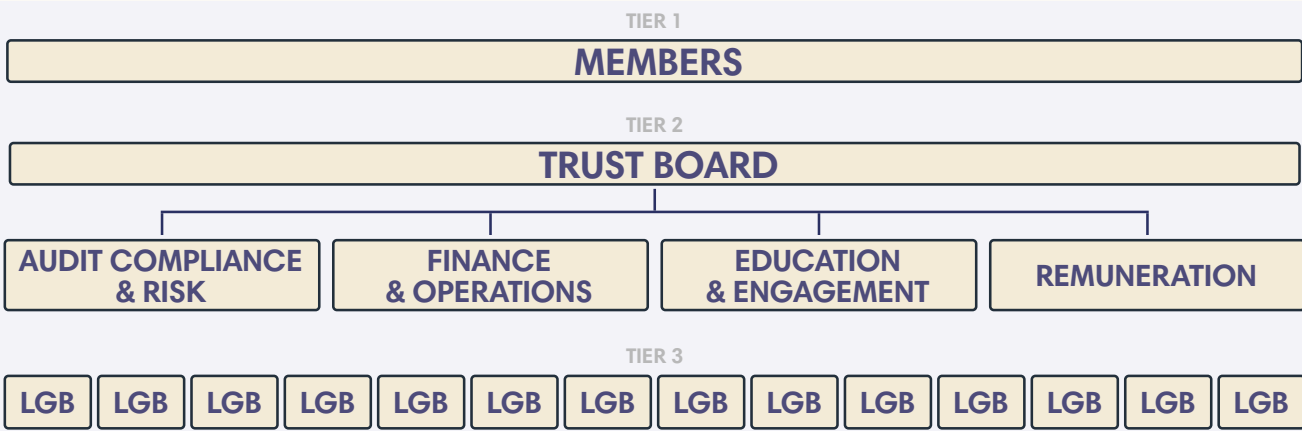 TIER 1
MEMBERS
TIER 2
TRUST BOARD
AUDIT COMPLIANCE
& RISK
FINANCE
& OPERATIONS
EDUCATION
& ENGAGEMENT
REMUNERATION
TIER 3
LGB LGB LGB LGB LGB LGB LGB LGB LGB LGB LGB LGB LGB LGB